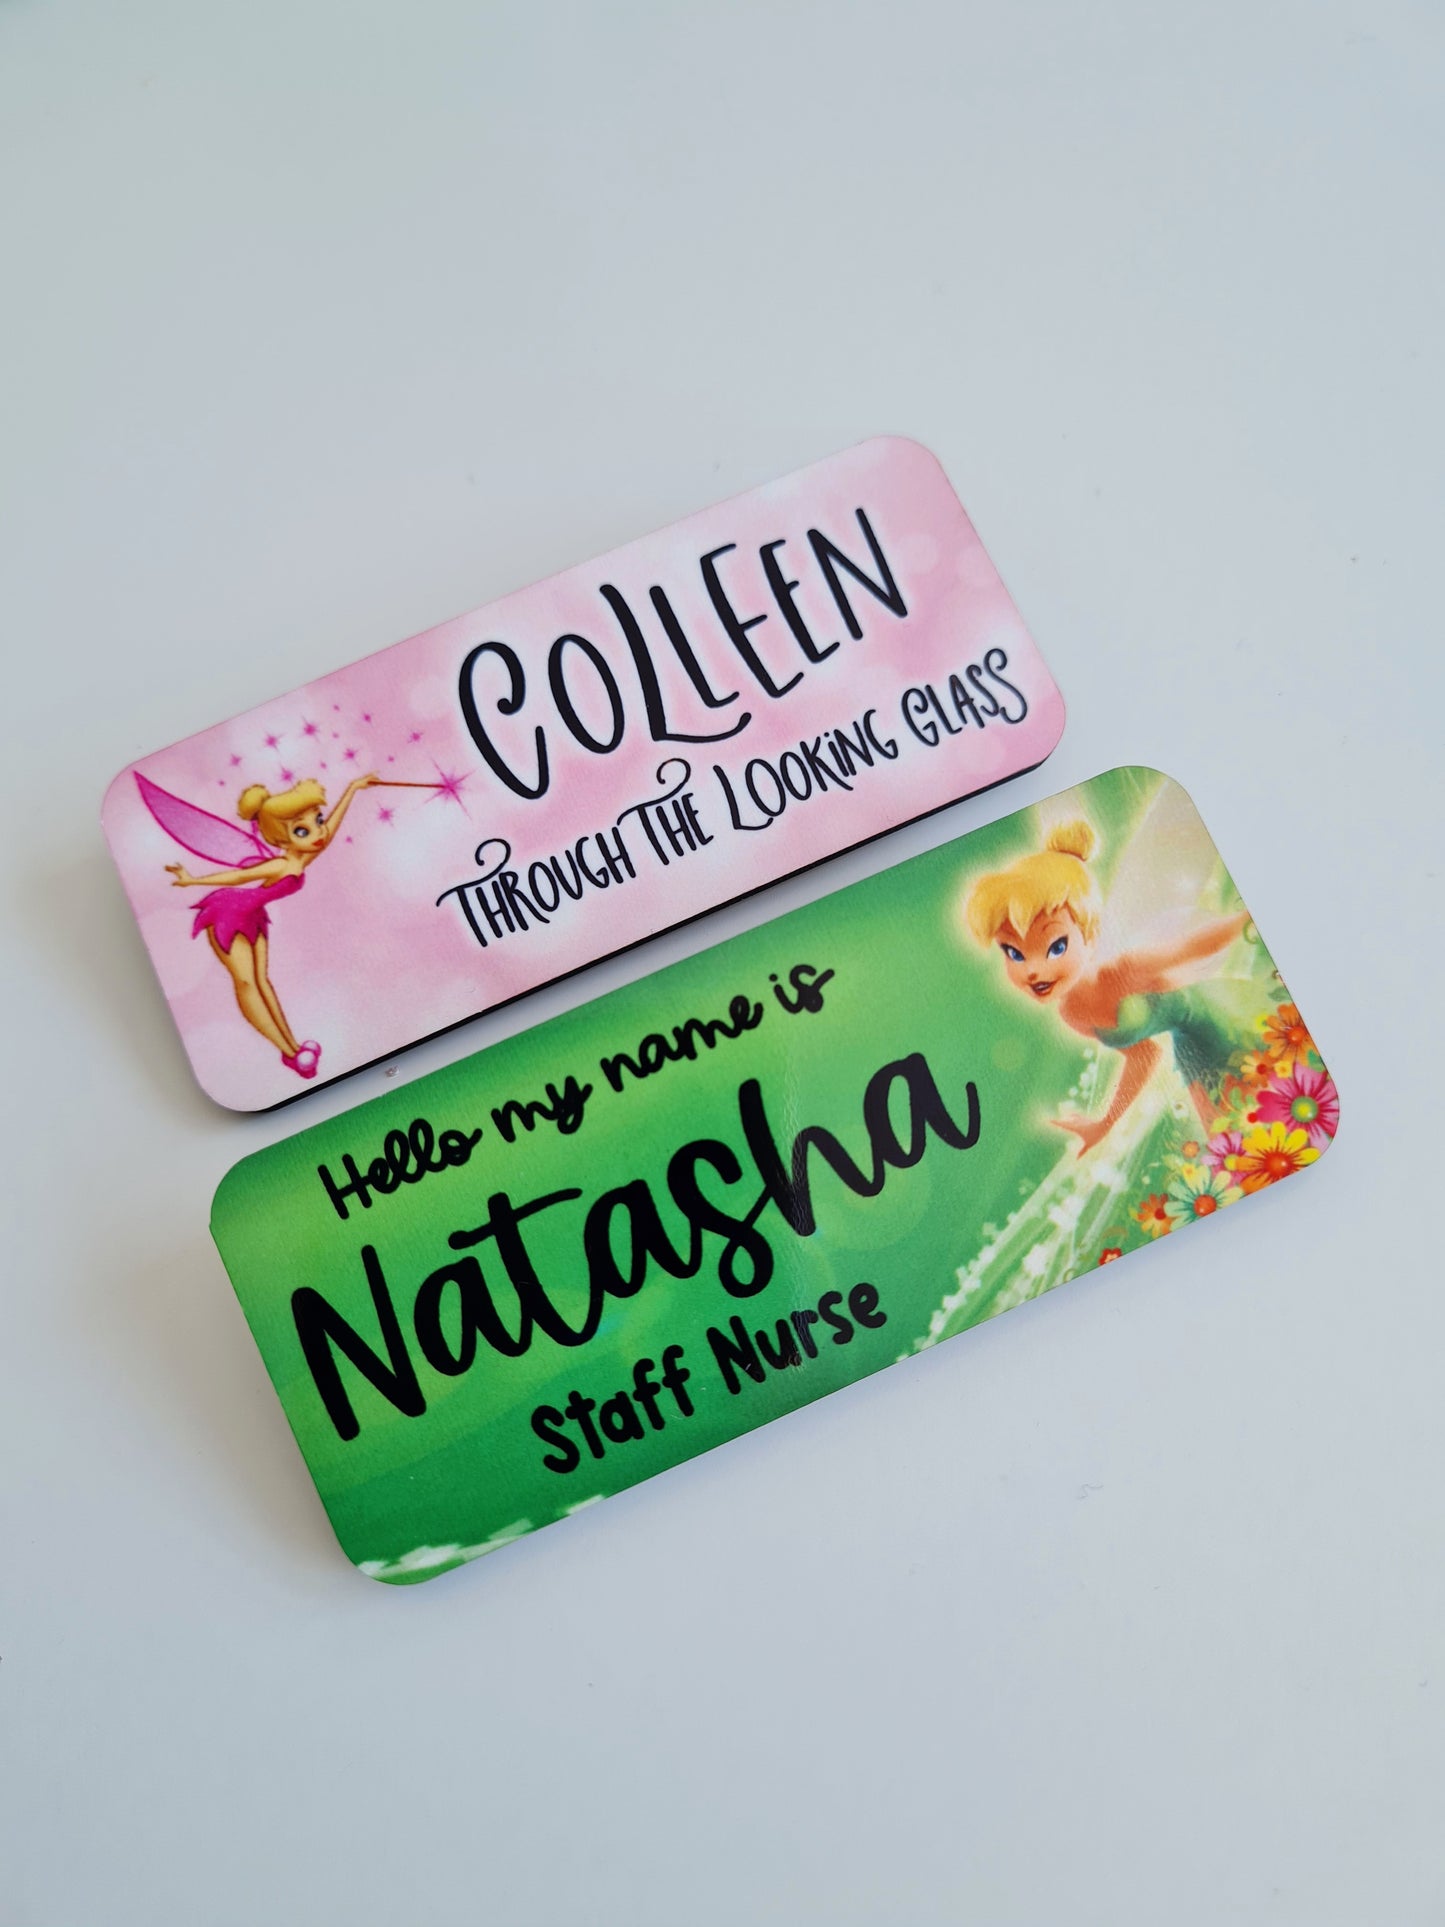 COLLEEN
THROUGH THE LOOKiNG GLASS
Hello my name is
Natasha
Staff Nurse